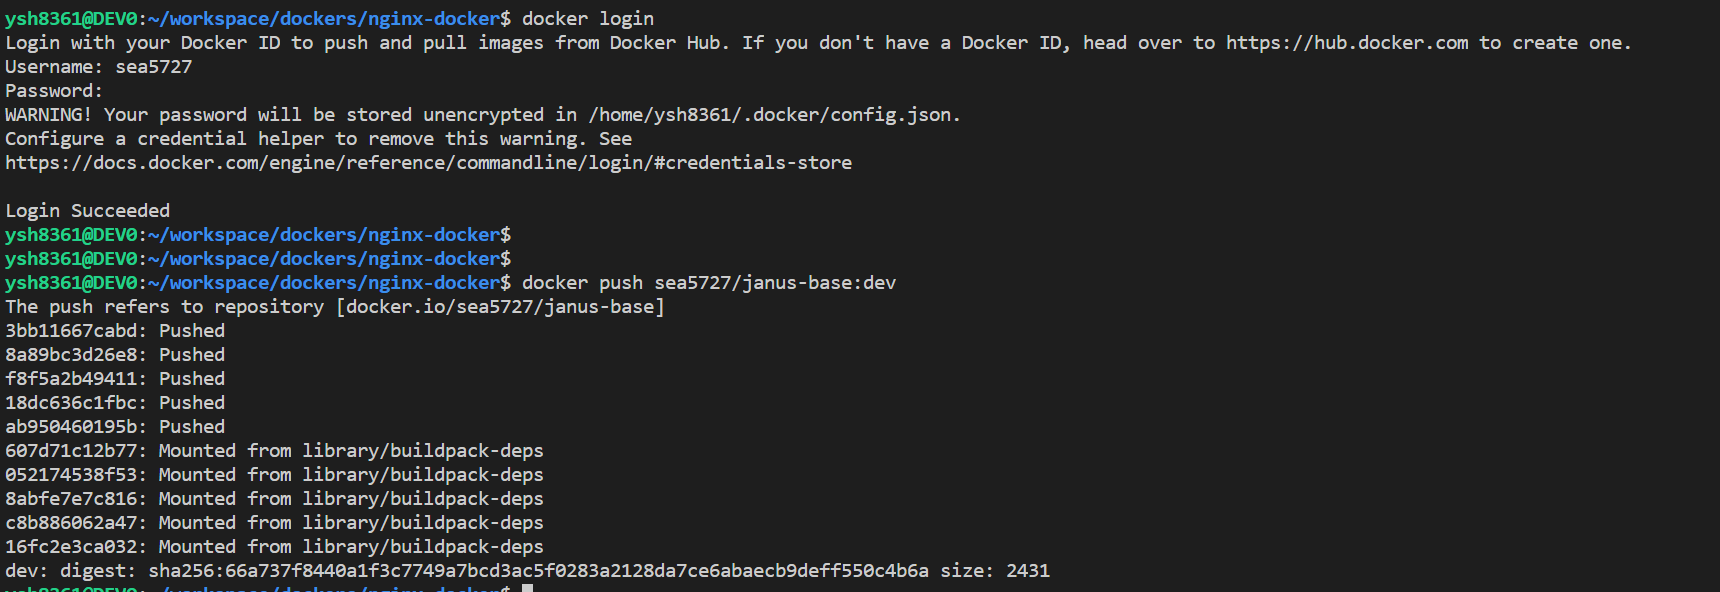 ysh8361@DEV0:~/workspace/dockers/nginx-docker$ docker login
Login with your Docker ID to push and pull images from Docker Hub. If you don't have a Docker ID, head over to https://hub.docker.com to create one.
Username: sea5727
Password:
WARNING! Your password will be stored unencrypted in /home/ysh8361/.docker/config.json.
Configure a credential helper to remove this warning. See
https://docs.docker.com/engine/reference/commandline/login/#credentials-store
Login Succeeded
ysh8361@DEV0:~/workspace/dockers/nginx-docker$
ysh8361@DEV0:~/workspace/dockers/nginx-docker$
ysh8361@DEV0:~/workspace/dockers/nginx-docker$ docker push sea5727/janus-base:dev
The push refers to repository [docker.io/sea5727/janus-base]
3bb11667cabd: Pushed
8a89bc3d26e8: Pushed
f8f5a2b49411: Pushed
18dc636c1fbc: Pushed
ab950460195b: Pushed
607d71c12b77: Mounted from library/buildpack-deps
052174538f53: Mounted from library/buildpack-deps
8abfe7e7c816: Mounted from library/buildpack-deps
c8b886062a47: Mounted from library/buildpack-deps
16fc2e3ca032: Mounted from library/buildpack-deps
dev: digest: sha256:66a737f8440a1f3c7749a7bcd3ac5f0283a2128da7ce6abaecb9deff550c4b6a size: 2431
ysh8361@DEV0:~/workspace/dockers/nginx-docker$